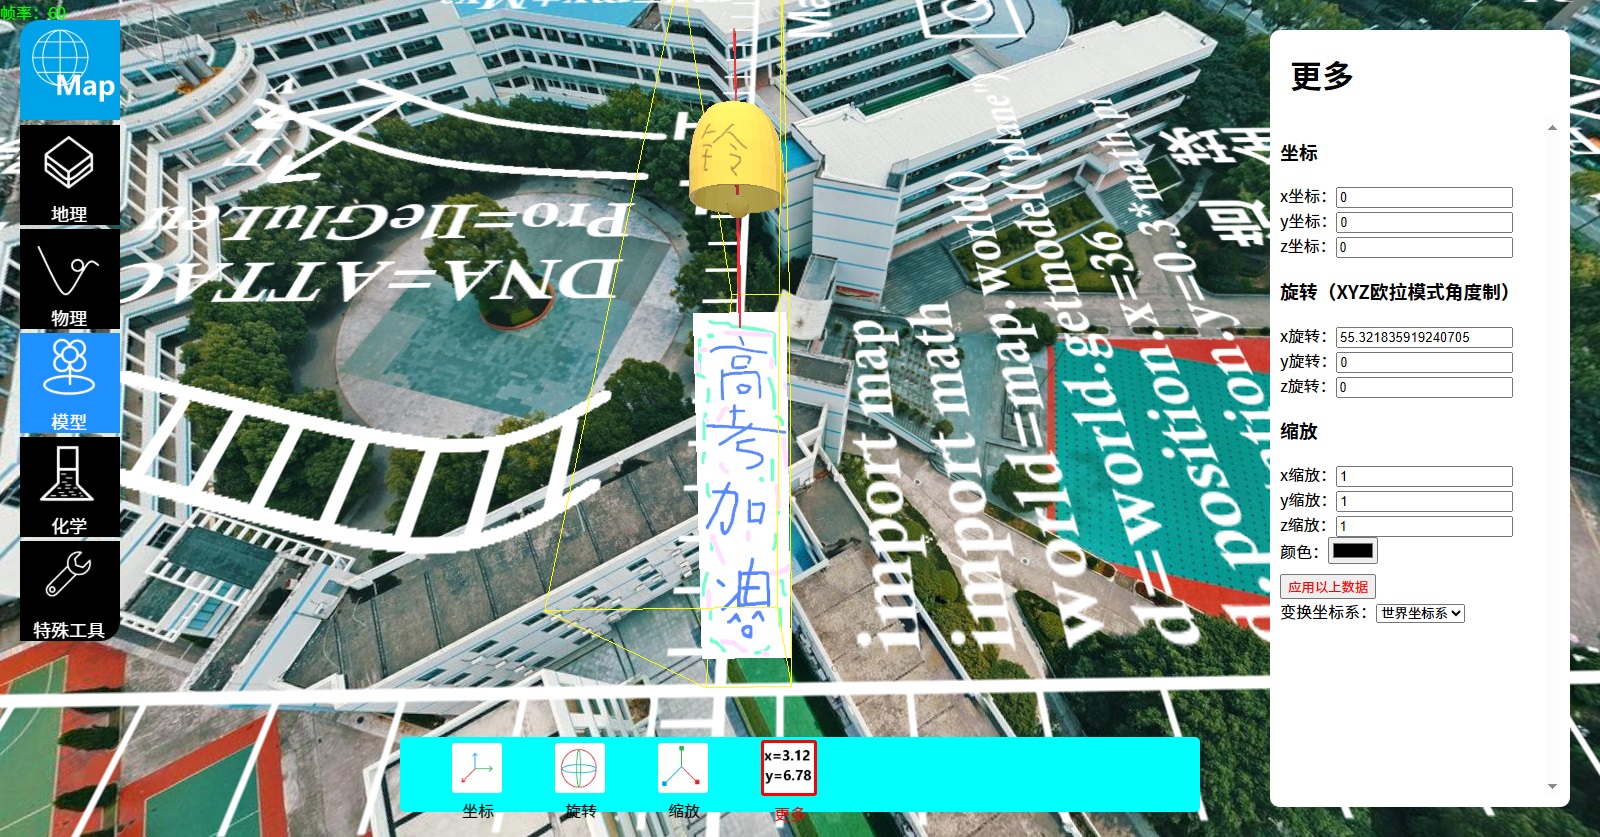 帧率：60
Map
地理
物理
模型
化学
特殊工具
Pro=IleGluLeu
DNA=ATTAC
铃
高
考
加
油
import map
import math
world=map.world()
d=world.getmodel("plane")
d.position.x=36
d.position.y=0.3*math.pi
更多
坐标
x坐标：0
y坐标：0
z坐标：0
旋转（XYZ欧拉模式角度制）
x旋转：55.321835919240705
y旋转：0
z旋转：0
缩放
x缩放：1
y缩放：1
z缩放：1
颜色：
应用以上数据
变换坐标系：世界坐标系
x=3.12
y=6.78
坐标
旋转
缩放
更多